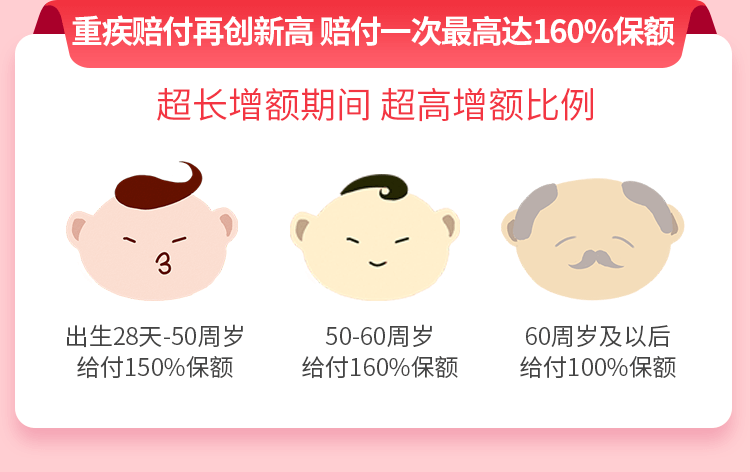 重疾赔付再创新高 赔付一次最高达160%保额
超长增额期间 超高增额比例
出生28天-50周岁
给付150%保额
50-60周岁
给付160%保额
60周岁及以后
给付100%保额